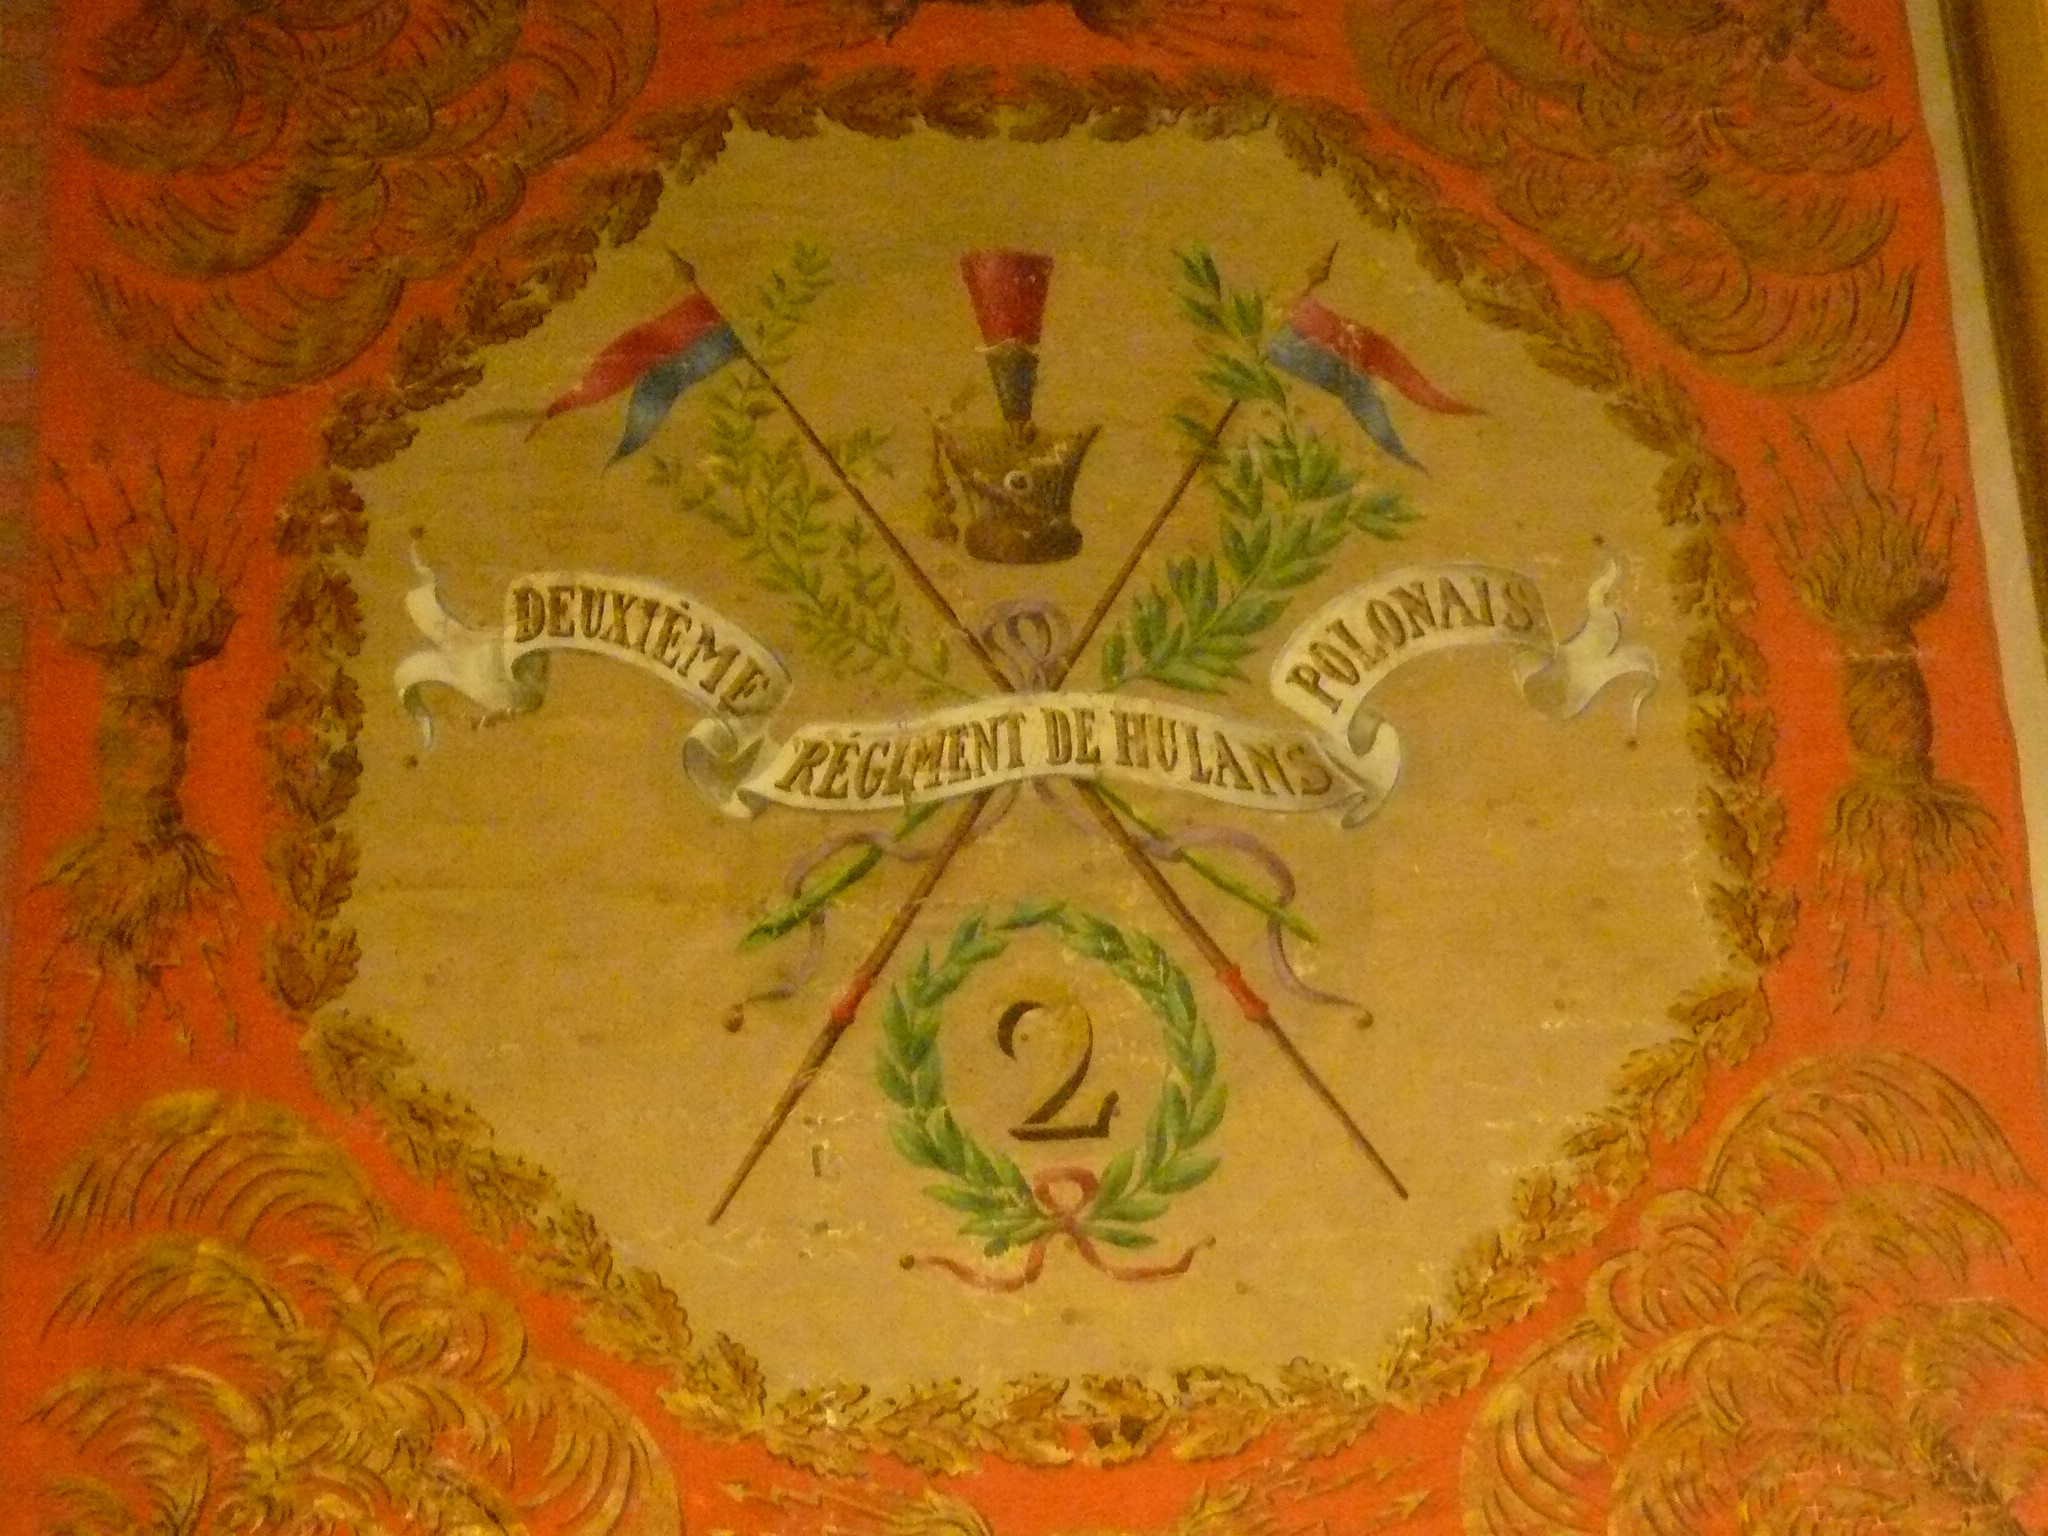 DEUXIÈME RÉGIMENT DE HULANS POLONAIS
2